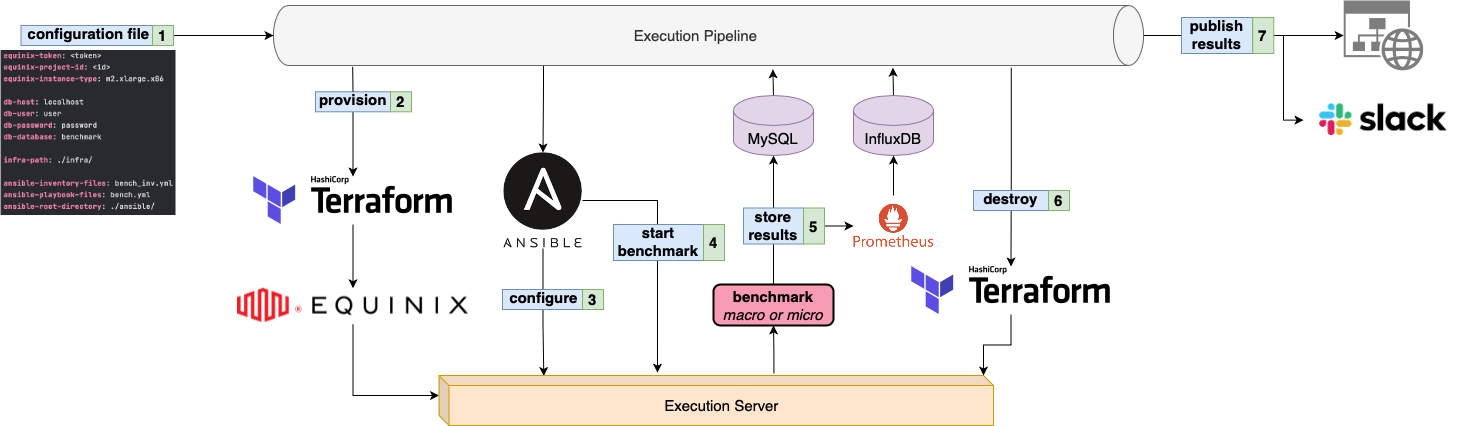 configuration file 1
equinix-token: <token>
equinix-project-id: <id>
equinix-instance-type: m2.xlarge.x86
db-host: localhost
db-user: user
db-password: password
db-database: benchmark
infra-path: ./infra/
ansible-inventory-files: bench_inv.yml
ansible-playbook-files: bench.yml
ansible-root-directory: ./ansible/
Execution Pipeline
publish
results 7
slack
provision 2
HashiCorp
Terraform
EQUINIX
ANSIBLE
configure 3
start
benchmark 4
MySQL
InfluxDB
store
results 5
Prometheus
benchmark
macro or micro
destroy 6
HashiCorp
Terraform
Execution Server